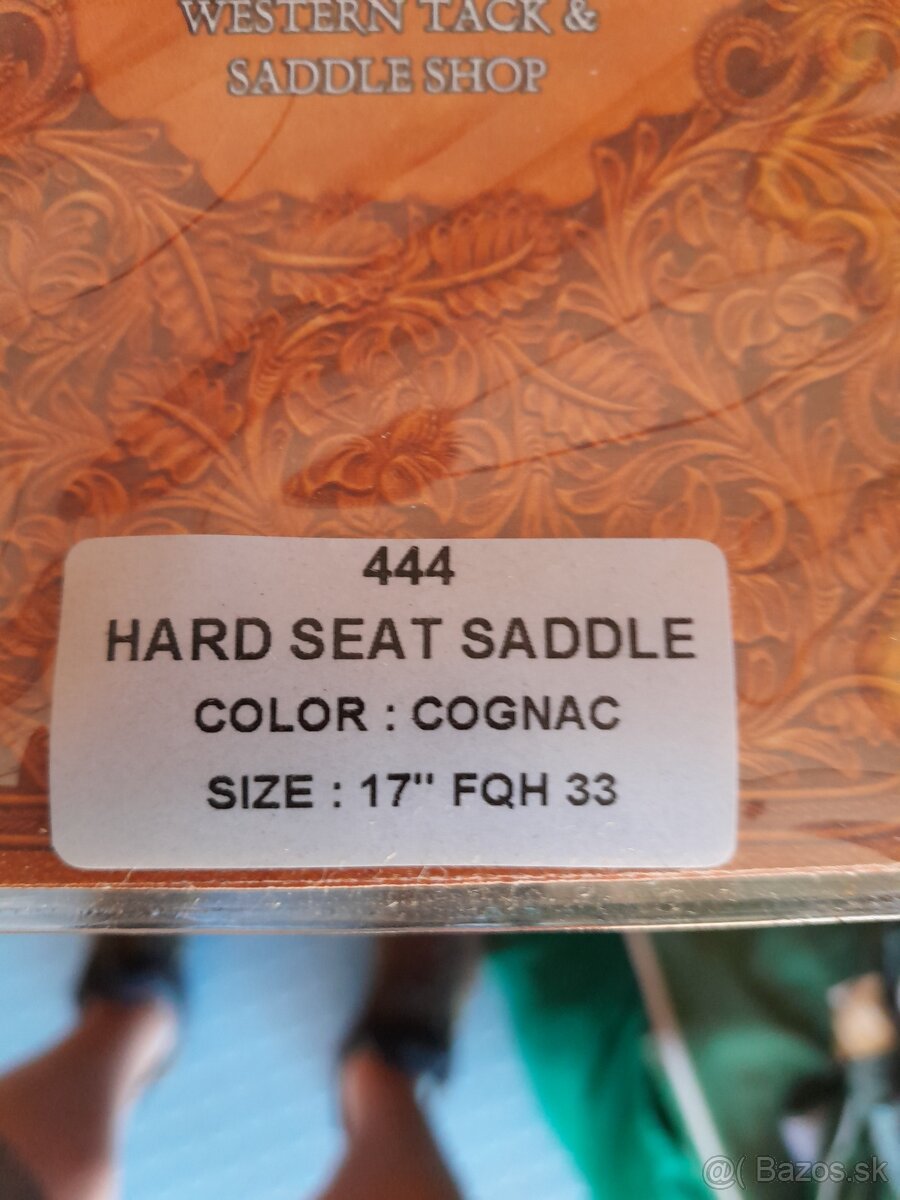 WESTERN TACK &
SADDLE SHOP
444
HARD SEAT SADDLE
COLOR : COGNAC
SIZE : 17" FQH 33
@( Bazos.sk